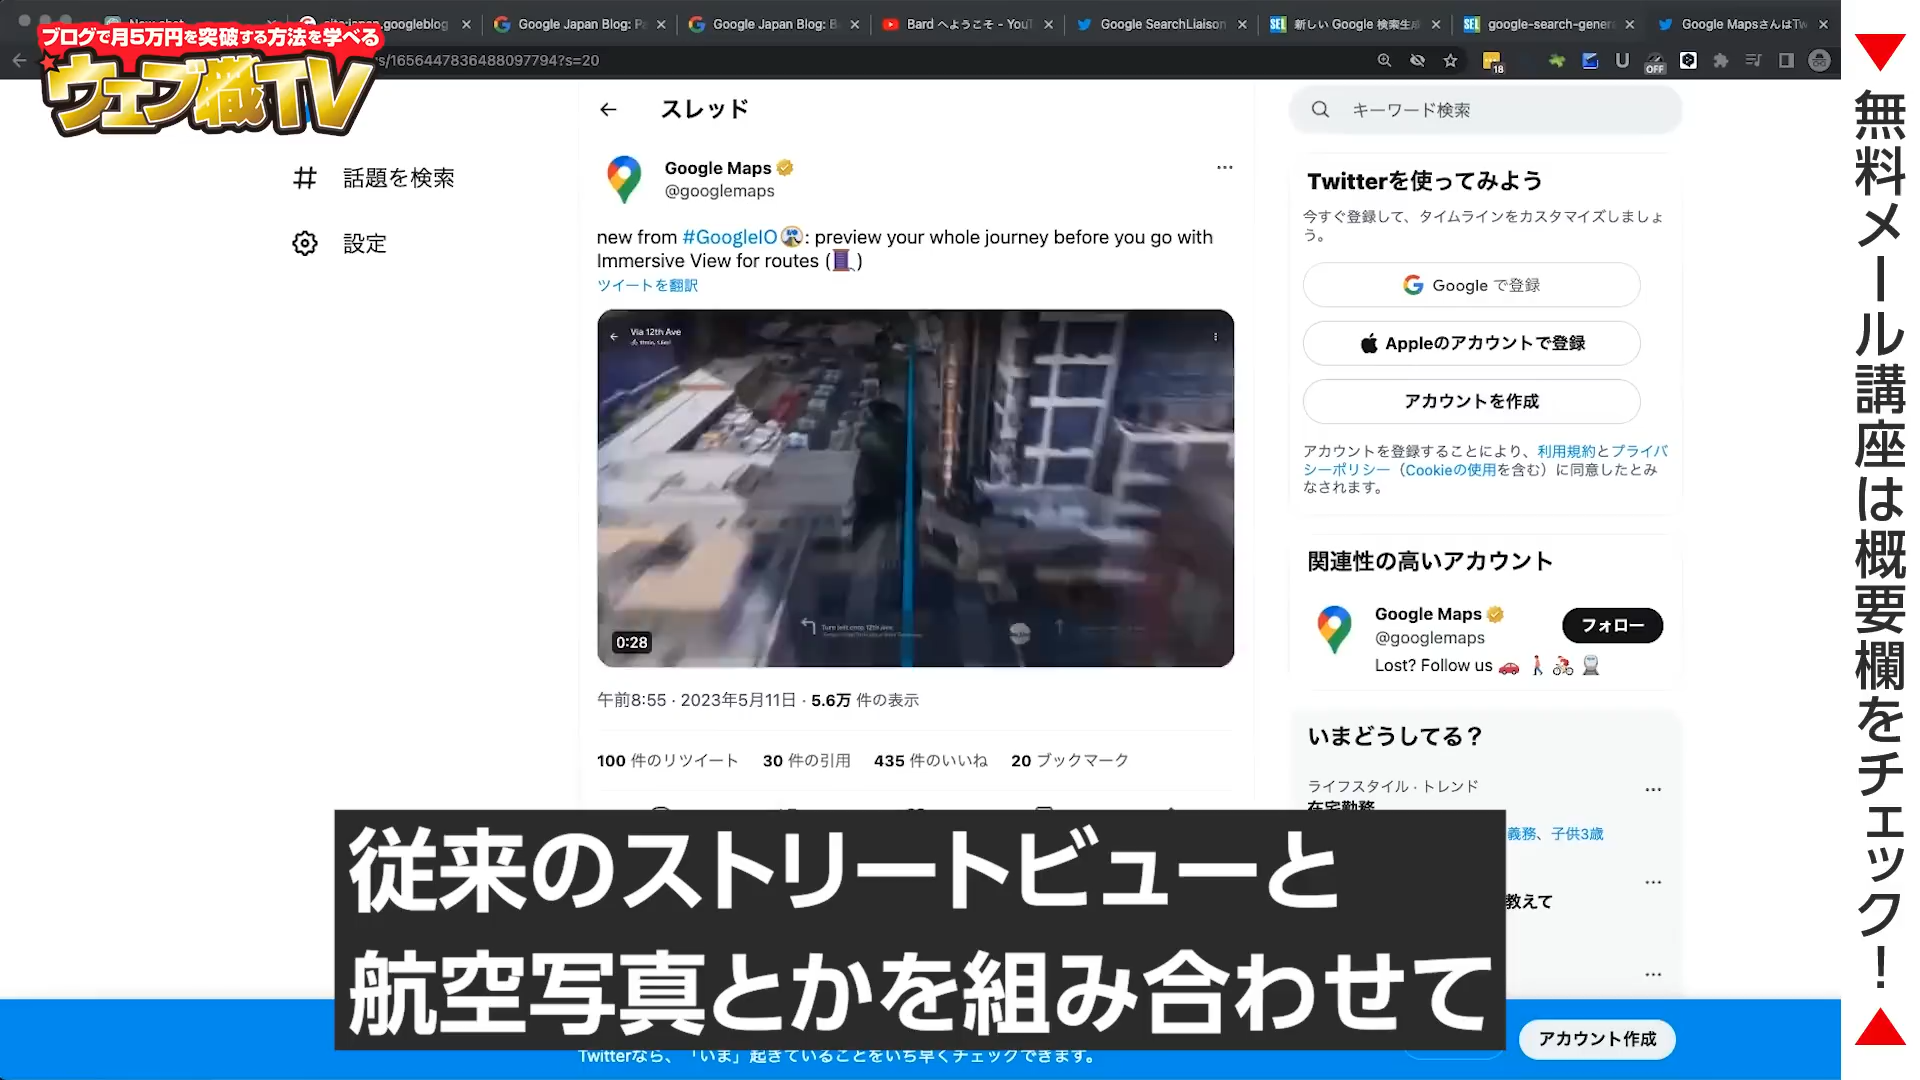 New chat
site:japan.googleblog
Google Japan Blog: P
Google Japan Blog: B
Bard へようこそ - YouT
Google SearchLiaison
新しい Google 検索生成
google-search-genera
Google MapsさんはTw
/1656447836488097794?s=20
18
OFF
ブログで月5万円を突破する方法を学べる
ウェブ職TV
話題を検索
設定
スレッド
Google Maps
@googlemaps
new from #GoogleIO: preview your whole journey before you go with
Immersive View for routes ( )
ツイートを翻訳
Via 12th Ave
Turn left onto 12th Ave
0:28
午前8:55 · 2023年5月11日 · 5.6万 件の表示
100 件のリツイート 30 件の引用 435 件のいいね 20 ブックマーク
キーワード検索
Twitterを使ってみよう
今すぐ登録して、タイムラインをカスタマイズしましょ
う。
Google で登録
Appleのアカウントで登録
アカウントを作成
アカウントを登録することにより、利用規約とプライバ
シーポリシー（Cookieの使用を含む）に同意したとみ
なされます。
関連性の高いアカウント
Google Maps
@googlemaps
フォロー
Lost? Follow us
いまどうしてる？
ライフスタイル · トレンド
在宅勤務
義務、子供3歳
教えて
従来のストリートビューと
航空写真とかを組み合わせて
Twitterなら、「いま」起きていることをいち早くチェックできます。
アカウント作成
無料メール講座は概要欄をチェック！